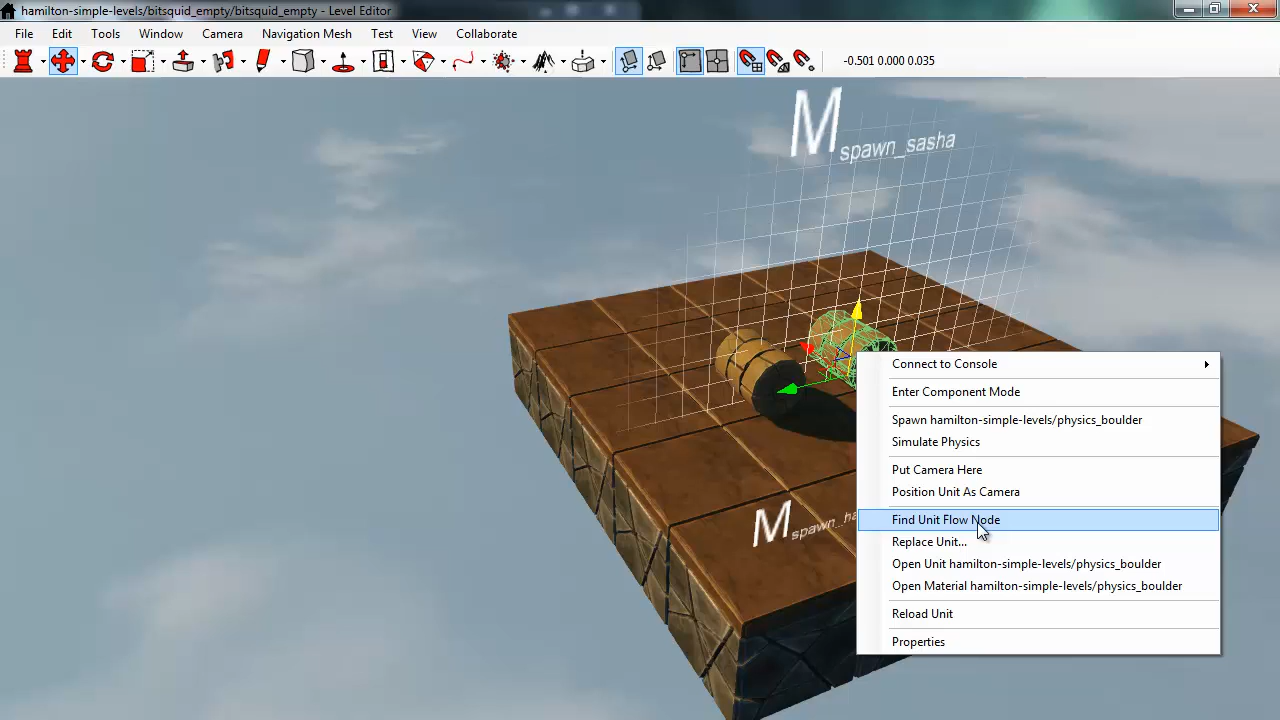 hamilton-simple-levels/bitsquid_empty/bitsquid_empty - Level Editor
File Edit Tools Window Camera Navigation Mesh Test View Collaborate
-0.501 0.000 0.035
M
spawn_sasha
Connect to Console
Enter Component Mode
Spawn hamilton-simple-levels/physics_boulder
Simulate Physics
Put Camera Here
Position Unit As Camera
M
spawn_ha
Find Unit Flow Node
Replace Unit...
Open Unit hamilton-simple-levels/physics_boulder
Open Material hamilton-simple-levels/physics_boulder
Reload Unit
Properties